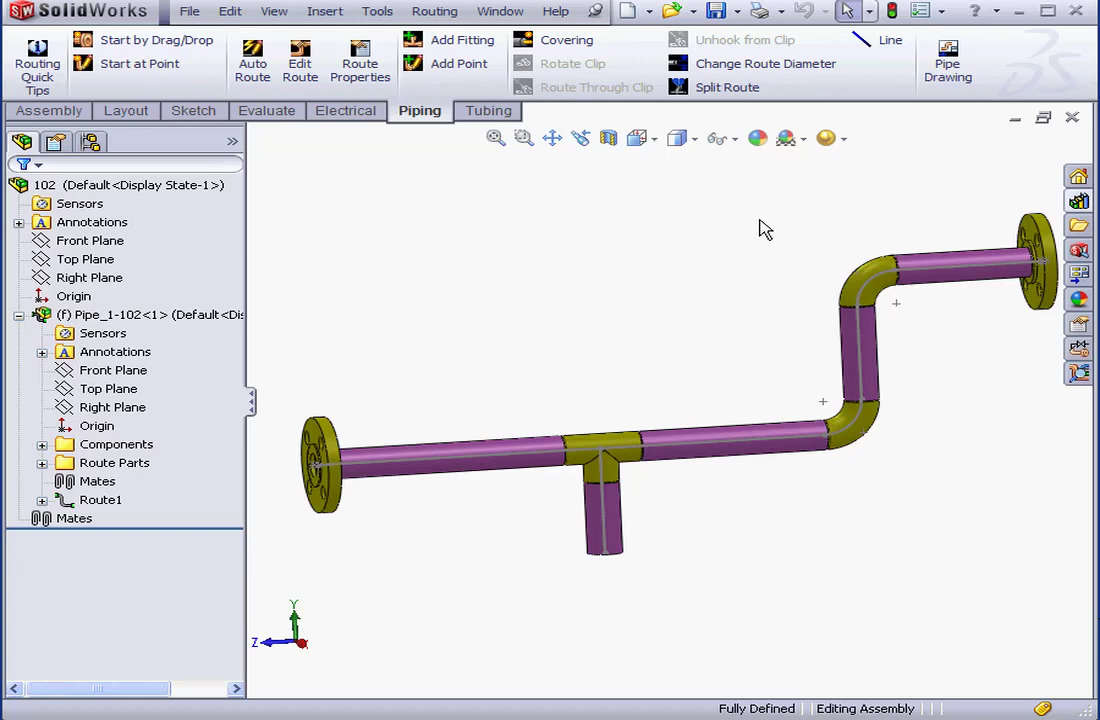 SolidWorks File Edit View Insert Tools Routing Window Help
Routing Quick Tips
Start by Drag/Drop
Start at Point
Auto Route
Edit Route
Route Properties
Add Fitting
Add Point
Covering
Rotate Clip
Route Through Clip
Unhook from Clip
Change Route Diameter
Split Route
Line
Pipe Drawing
Assembly Layout Sketch Evaluate Electrical Piping Tubing
102 (Default<Display State-1>)
Sensors
Annotations
Front Plane
Top Plane
Right Plane
Origin
(f) Pipe_1-102<1> (Default<Dis
Sensors
Annotations
Front Plane
Top Plane
Right Plane
Origin
Components
Route Parts
Mates
Route1
Mates
Y
Z
Fully Defined Editing Assembly